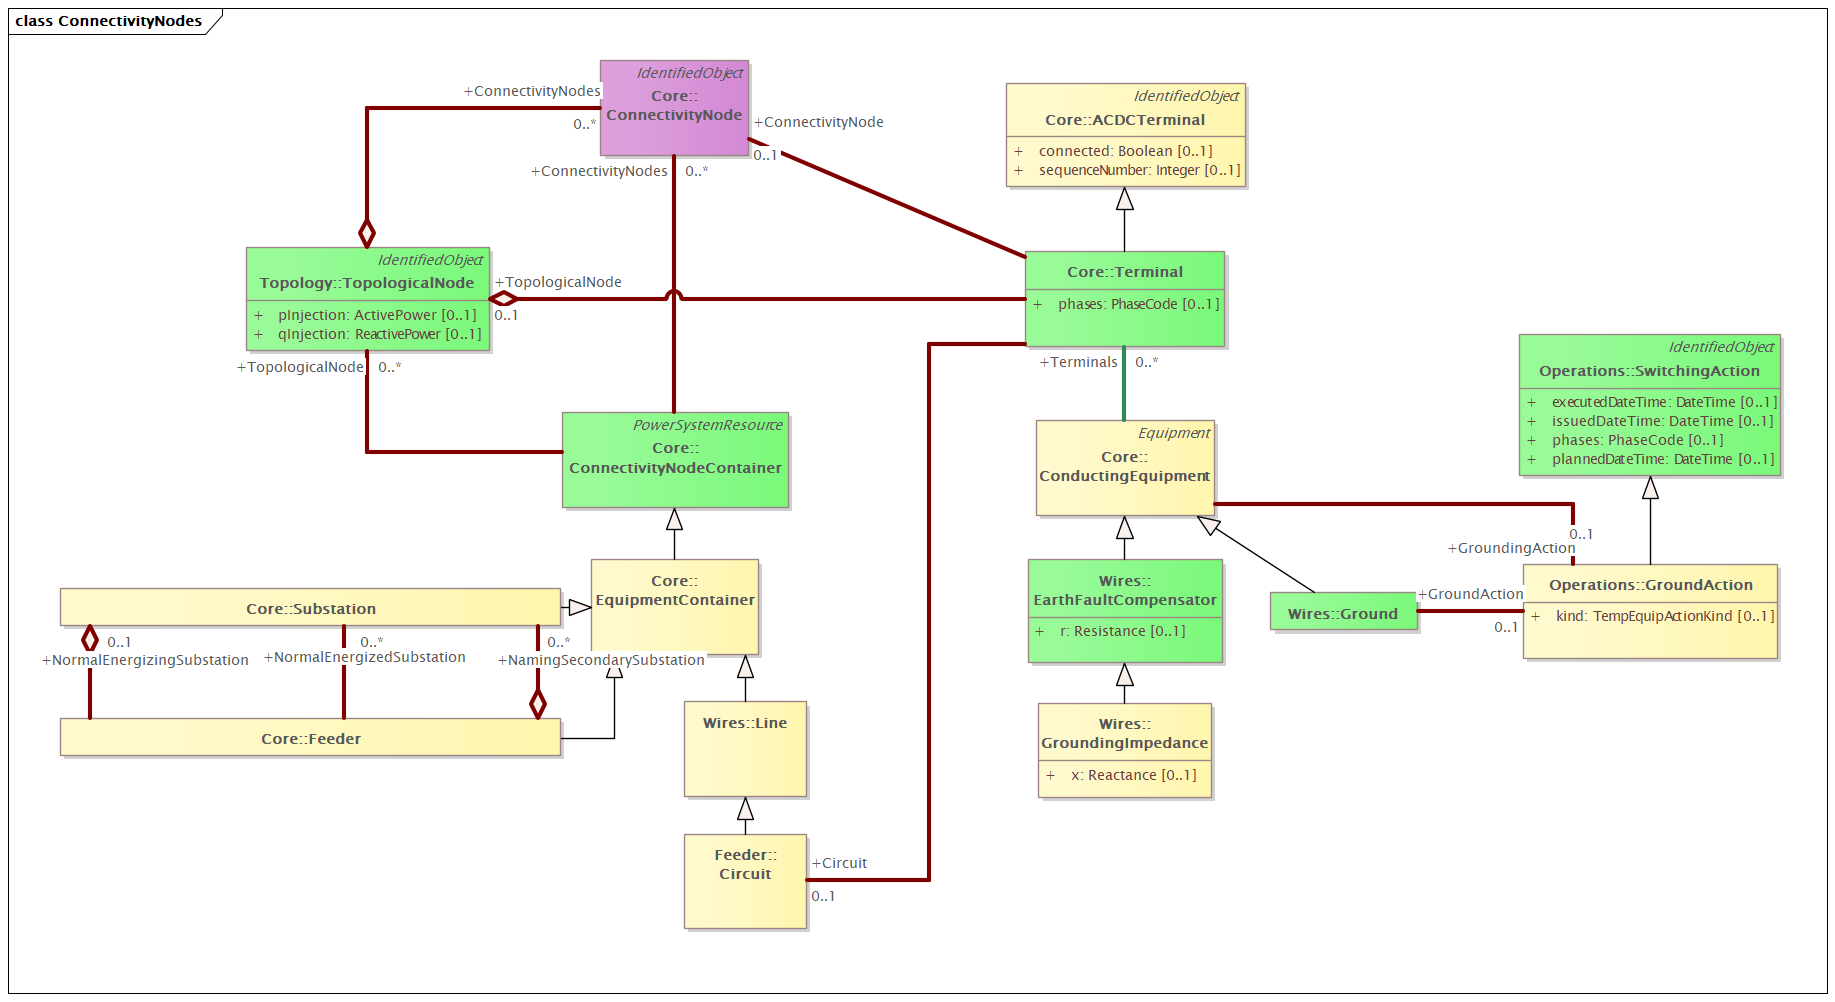 class ConnectivityNodes
IdentifiedObject
Core::
ConnectivityNode
+ConnectivityNodes
0..*
+ConnectivityNode
0..1
+ConnectivityNodes
0..*
IdentifiedObject
Core::ACDCTerminal
+ connected: Boolean [0..1]
+ sequenceNumber: Integer [0..1]
IdentifiedObject
Topology::TopologicalNode
+ pInjection: ActivePower [0..1]
+ qInjection: ReactivePower [0..1]
+TopologicalNode
0..1
+TopologicalNode
0..*
Core::Terminal
+ phases: PhaseCode [0..1]
+Terminals
0..*
PowerSystemResource
Core::
ConnectivityNodeContainer
Equipment
Core::
ConductingEquipment
IdentifiedObject
Operations::SwitchingAction
+ executedDateTime: DateTime [0..1]
+ issuedDateTime: DateTime [0..1]
+ phases: PhaseCode [0..1]
+ plannedDateTime: DateTime [0..1]
0..1
+GroundingAction
Core::
EquipmentContainer
Wires::
EarthFaultCompensator
+ r: Resistance [0..1]
Wires::Ground
+GroundAction
0..1
Operations::GroundAction
+ kind: TempEquipActionKind [0..1]
Core::Substation
0..1
+NormalEnergizingSubstation
0..*
+NormalEnergizedSubstation
0..*
+NamingSecondarySubstation
Core::Feeder
Wires::Line
Wires::
GroundingImpedance
+ x: Reactance [0..1]
Feeder::
Circuit
+Circuit
0..1